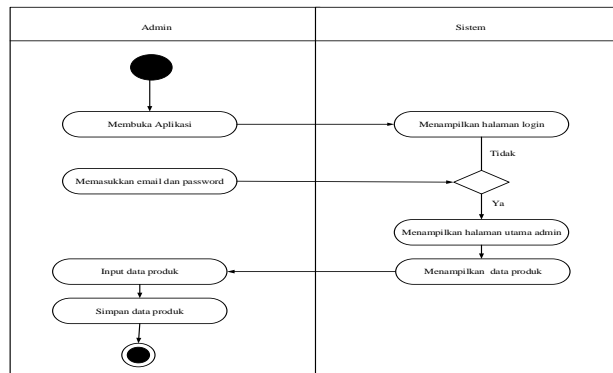 Admin
Sistem
Membuka Aplikasi
Menampilkan halaman login
Tidak
Memasukkan email dan password
Ya
Menampilkan halaman utama admin
Input data produk
Menampilkan data produk
Simpan data produk